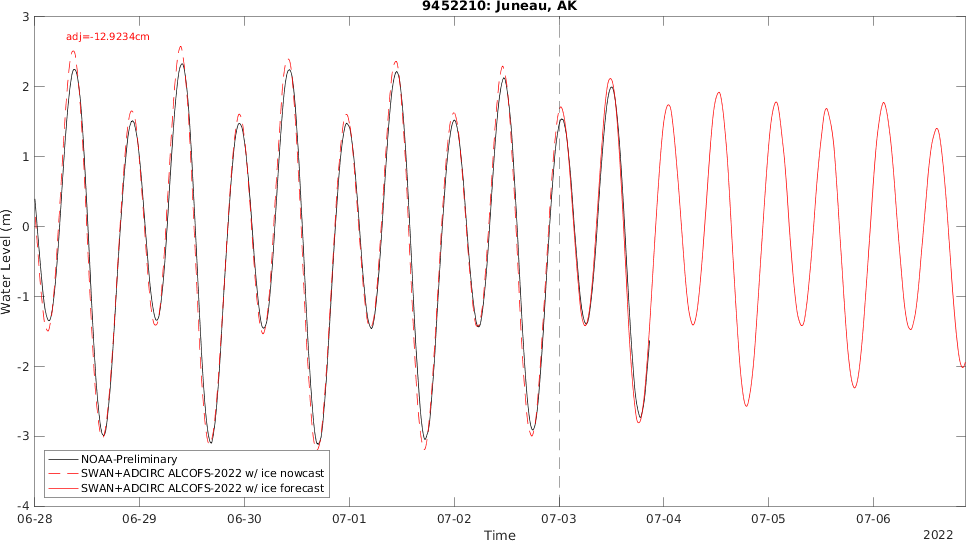 9452210: Juneau, AK
adj=-12.9234cm
3
2
1
0
-1
-2
-3
-4
Water Level (m)
NOAA-Preliminary
SWAN+ADCIRC ALCOFS-2022 w/ ice nowcast
SWAN+ADCIRC ALCOFS-2022 w/ ice forecast
06-28 06-29 06-30 07-01 07-02 07-03 07-04 07-05 07-06
Time
2022